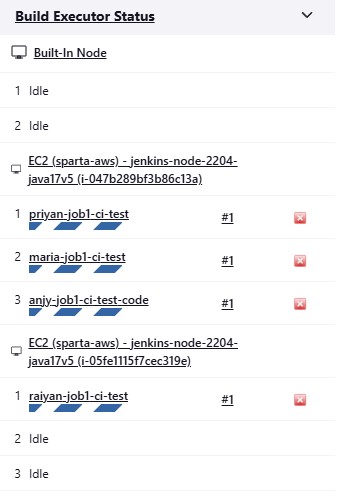 Build Executor Status
Built-In Node
1 Idle
2 Idle
EC2 (sparta-aws) - jenkins-node-2204-
java17v5 (i-047b289bf3b86c13a)
1 priyan-job1-ci-test #1
2 maria-job1-ci-test #1
3 anjy-job1-ci-test-code #1
EC2 (sparta-aws) - jenkins-node-2204-
java17v5 (i-05fe1115f7cec319e)
1 raiyan-job1-ci-test #1
2 Idle
3 Idle